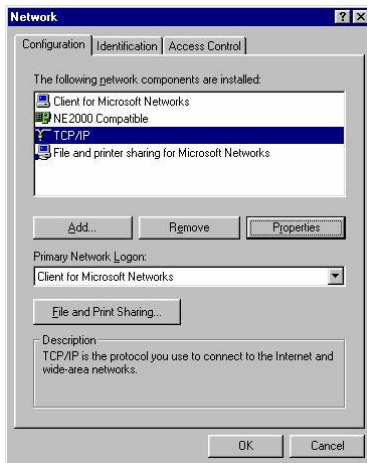 Network
Configuration Identification Access Control
The following network components are installed:
Client for Microsoft Networks
NE2000 Compatible
TCP/IP
File and printer sharing for Microsoft Networks
Add... Remove Properties
Primary Network Logon:
Client for Microsoft Networks
File and Print Sharing...
Description
TCP/IP is the protocol you use to connect to the Internet and
wide-area networks.
OK Cancel